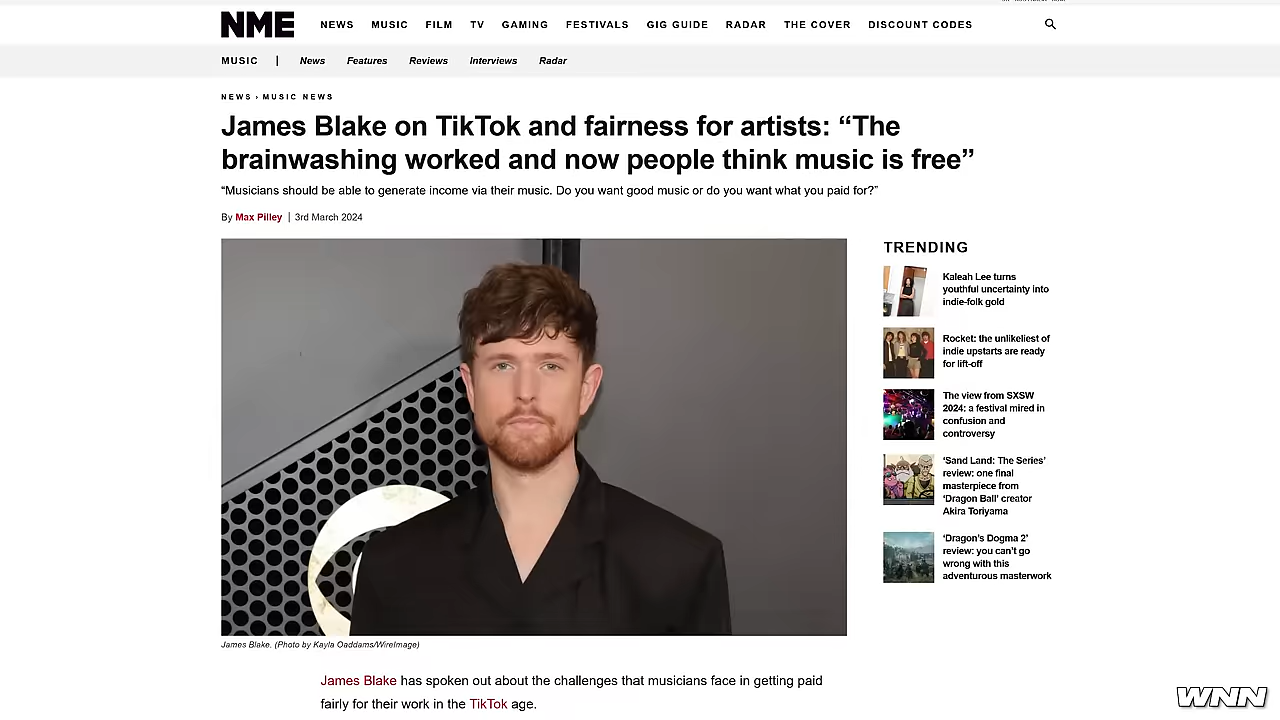 NME NEWS MUSIC FILM TV GAMING FESTIVALS GIG GUIDE RADAR THE COVER DISCOUNT CODES
MUSIC | News Features Reviews Interviews Radar
NEWS › MUSIC NEWS
James Blake on TikTok and fairness for artists: “The
brainwashing worked and now people think music is free”
“Musicians should be able to generate income via their music. Do you want good music or do you want what you paid for?”
By Max Pilley | 3rd March 2024
James Blake. (Photo by Kayla Oaddams/WireImage)
James Blake has spoken out about the challenges that musicians face in getting paid
fairly for their work in the TikTok age.
TRENDING
Kaleah Lee turns
youthful uncertainty into
indie-folk gold
Rocket: the unlikeliest of
indie upstarts are ready
for lift-off
The view from SXSW
2024: a festival mired in
confusion and
controversy
‘Sand Land: The Series’
review: one final
masterpiece from
‘Dragon Ball’ creator
Akira Toriyama
‘Dragon’s Dogma 2’
review: you can’t go
wrong with this
adventurous masterwork
WNN